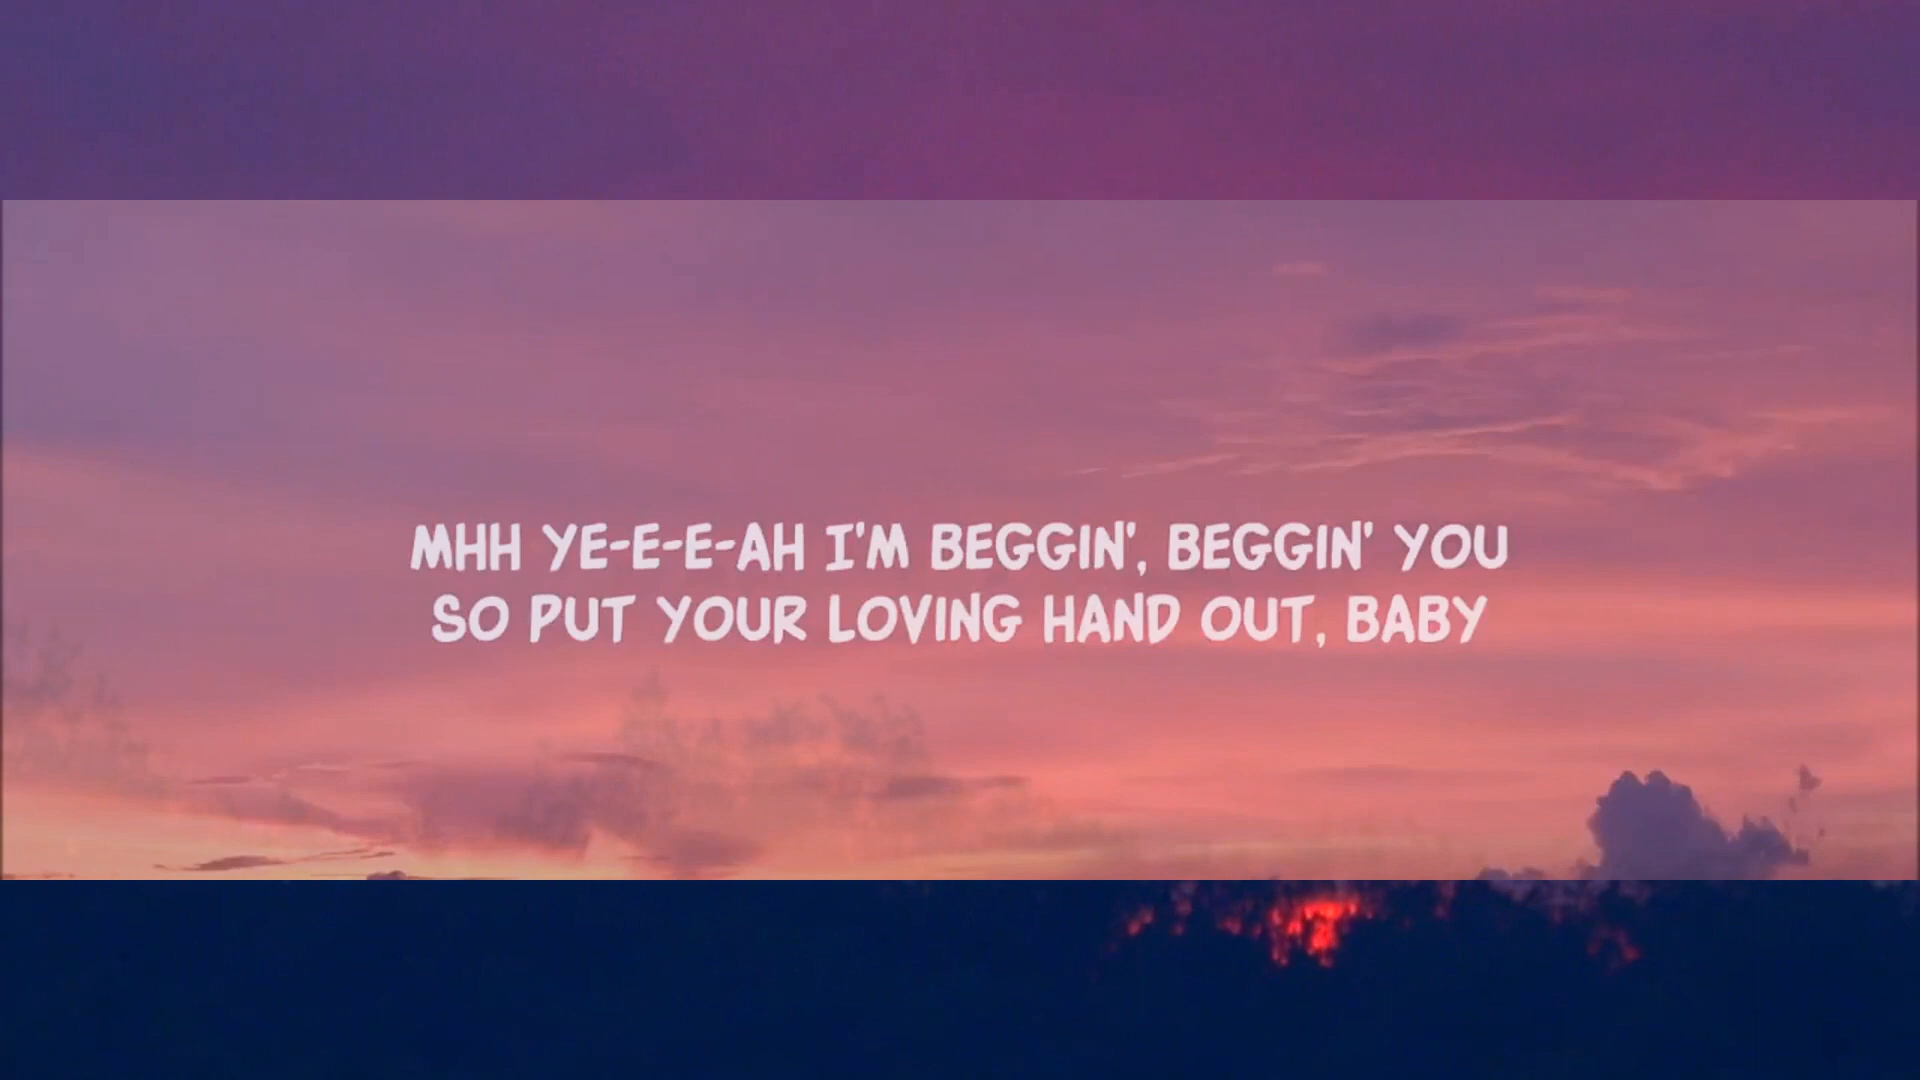 MHH YE-E-E-AH I'M BEGGIN', BEGGIN' YOU
SO PUT YOUR LOVING HAND OUT, BABY